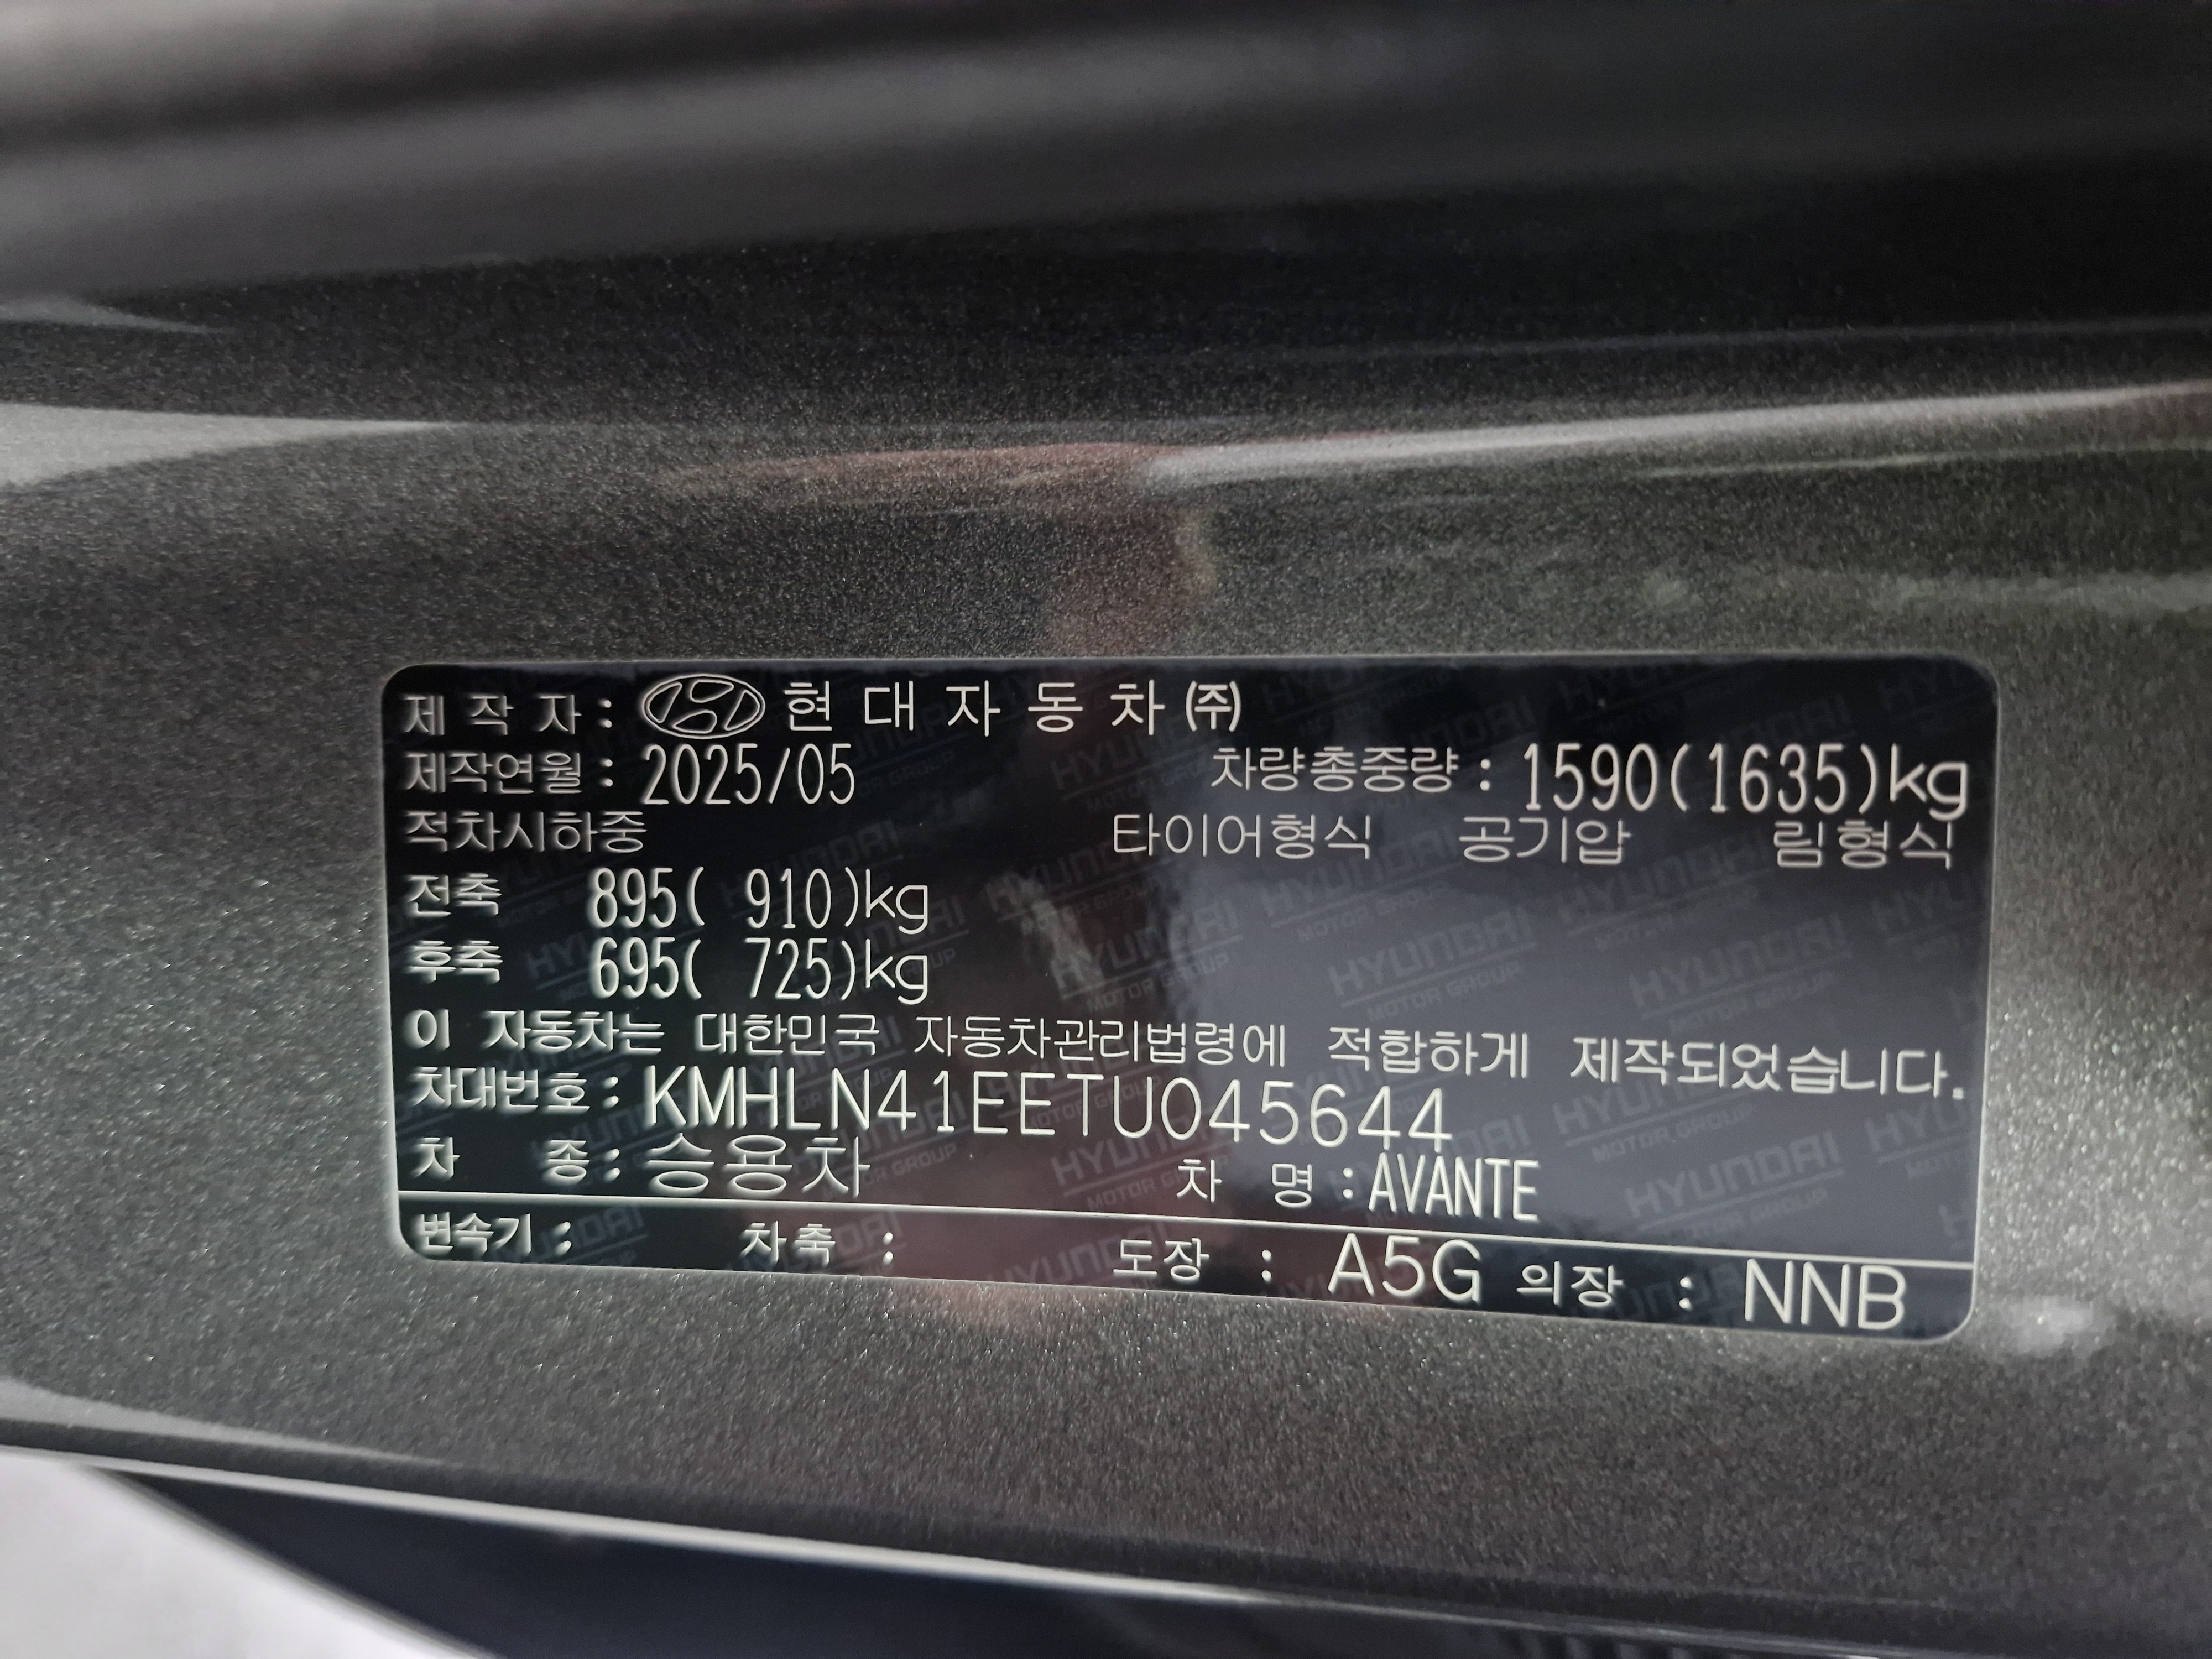 제 작 자 : 현 대 자 동 차 ㈜
제작연월 : 2025/05 차량총중량 : 1590(1635)kg
적차시하중 타이어형식 공기압 림형식
전축 895( 910)kg
후축 695( 725)kg
이 자동차는 대한민국 자동차관리법령에 적합하게 제작되었습니다.
차대번호 : KMHLN41EETU045644
차 종 : 승용차 차 명 : AVANTE
변속기 : 차축 : 도장 : A5G 의장 : NNB
HYUNDAI
MOTOR GROUP